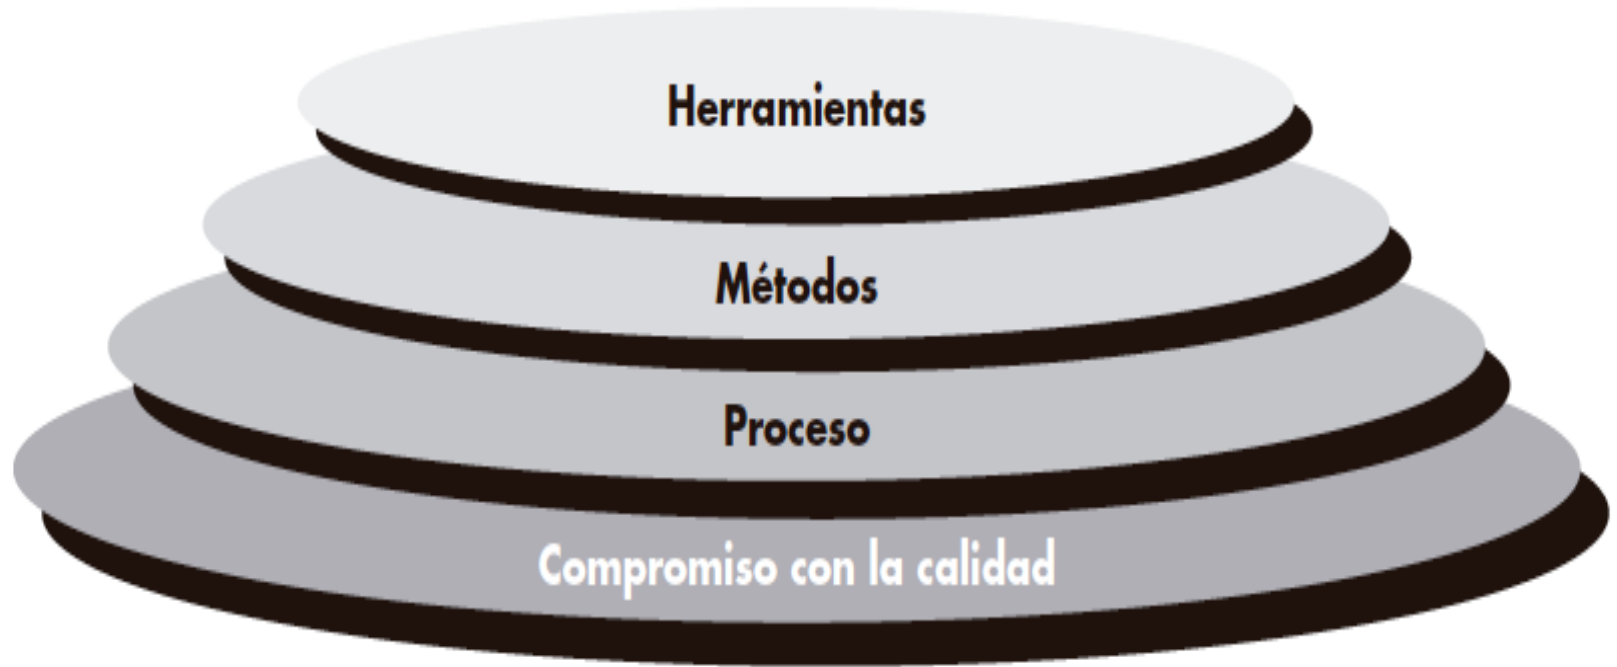 Herramientas
Métodos
Proceso
Compromiso con la calidad